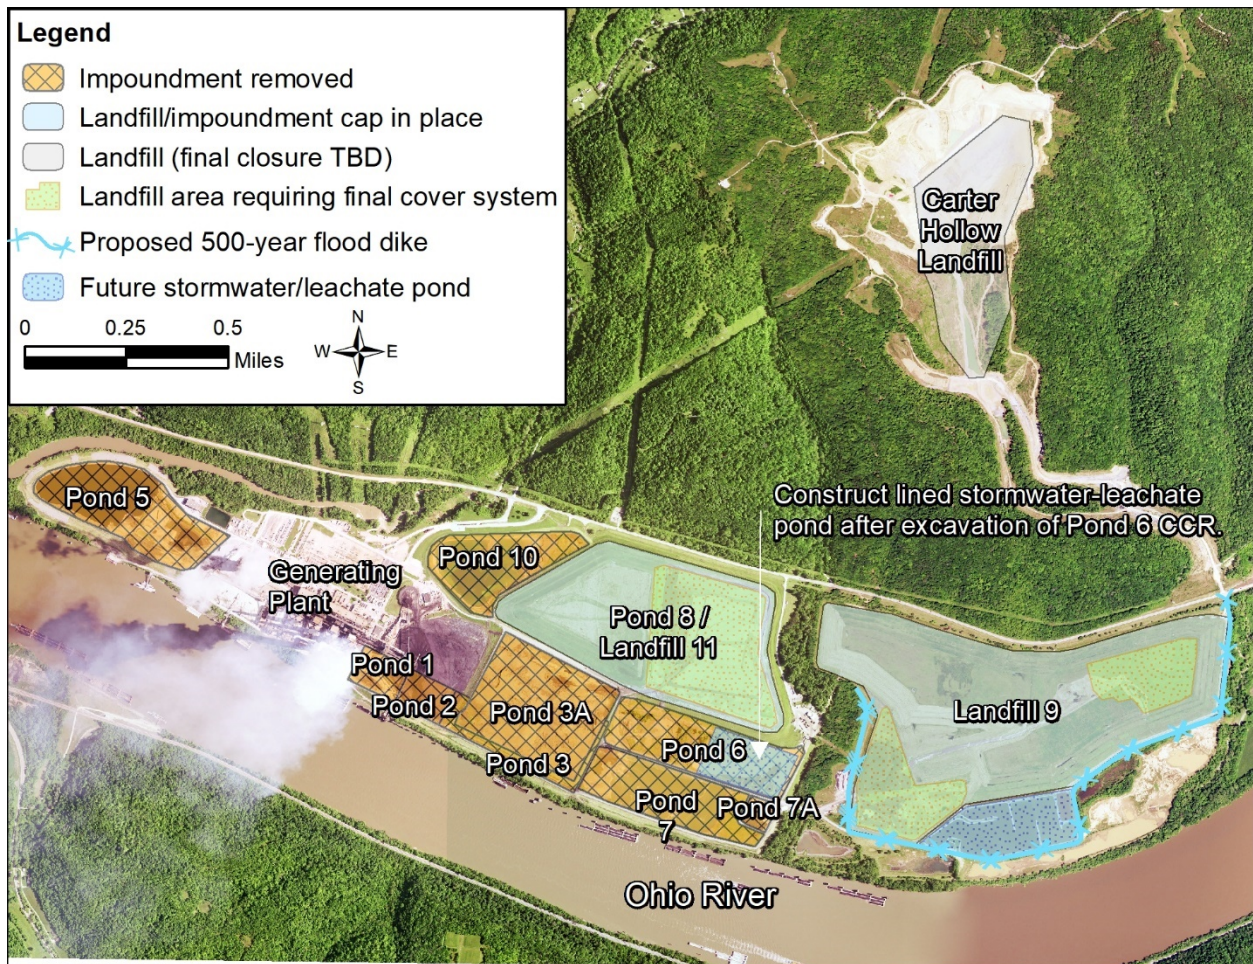 Legend
Impoundment removed
Landfill/impoundment cap in place
Landfill (final closure TBD)
Landfill area requiring final cover system
Proposed 500-year flood dike
Future stormwater/leachate pond
0 0.25 0.5
Miles
N
W E
S
Carter
Hollow
Landfill
Pond 5
Construct lined stormwater-leachate
pond after excavation of Pond 6 CCR.
Pond 10
Generating
Plant
Pond 8 /
Landfill 11
Pond 1
Pond 2
Pond 3A
Landfill 9
Pond 6
Pond 3
Pond
7
Pond 7A
Ohio River